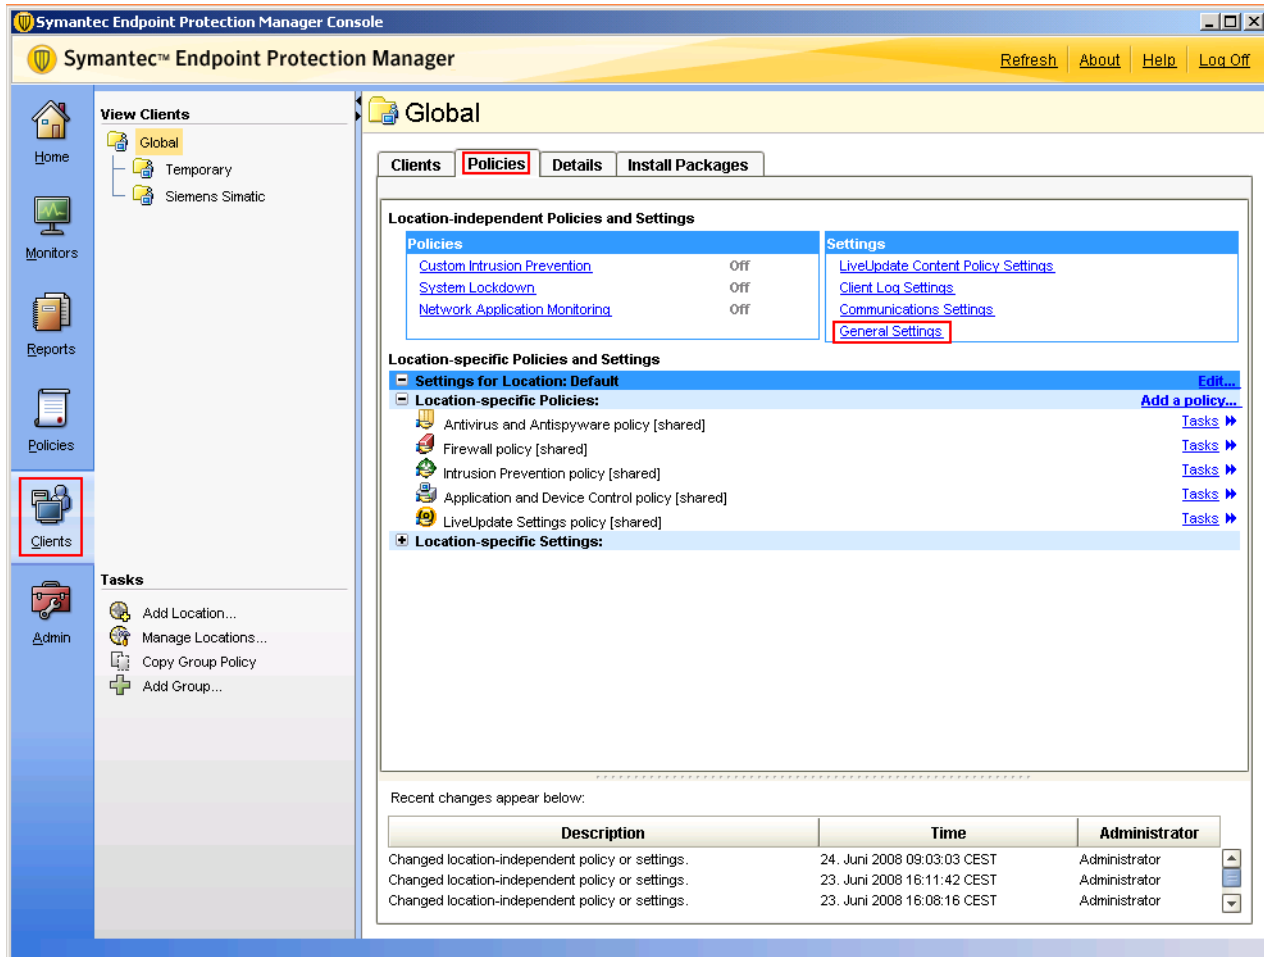 Symantec Endpoint Protection Manager Console
Symantec™ Endpoint Protection Manager
Refresh About Help Log Off
Home
Monitors
Reports
Policies
Clients
Admin
View Clients
Global
Temporary
Siemens Simatic
Tasks
Add Location...
Manage Locations...
Copy Group Policy
Add Group...
Global
Clients Policies Details Install Packages
Location-independent Policies and Settings
Policies
Custom Intrusion Prevention Off
System Lockdown Off
Network Application Monitoring Off
Settings
LiveUpdate Content Policy Settings
Client Log Settings
Communications Settings
General Settings
Location-specific Policies and Settings
Settings for Location: Default Edit...
Location-specific Policies: Add a policy...
Antivirus and Antispyware policy [shared] Tasks
Firewall policy [shared] Tasks
Intrusion Prevention policy [shared] Tasks
Application and Device Control policy [shared] Tasks
LiveUpdate Settings policy [shared] Tasks
Location-specific Settings:
Recent changes appear below:
Description Time Administrator
Changed location-independent policy or settings. 24. Juni 2008 09:03:03 CEST Administrator
Changed location-independent policy or settings. 23. Juni 2008 16:11:42 CEST Administrator
Changed location-independent policy or settings. 23. Juni 2008 16:08:16 CEST Administrator